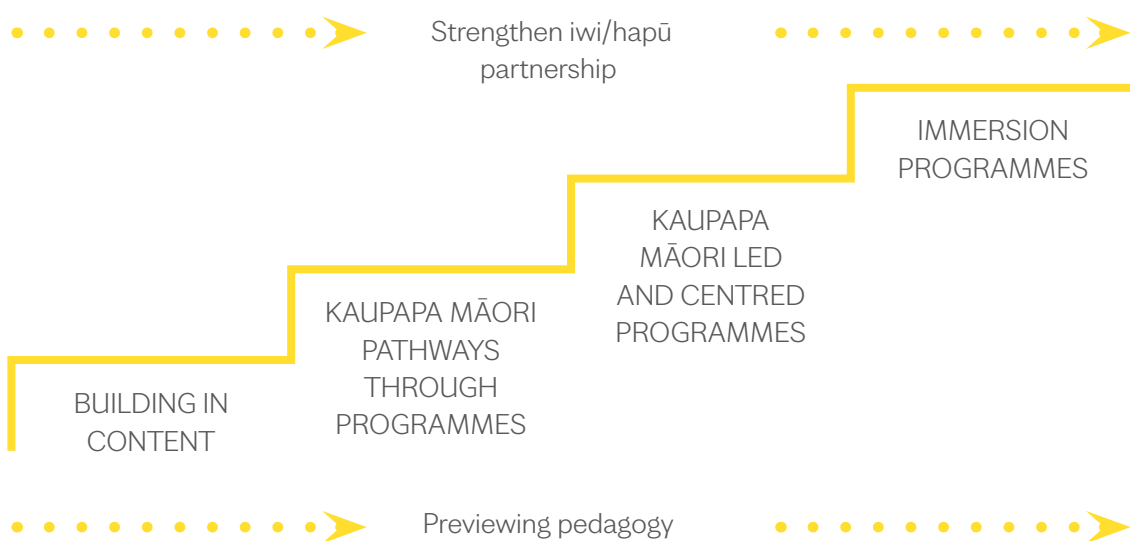 Strengthen iwi/hapū
partnership
IMMERSION
PROGRAMMES
KAUPAPA
MĀORI LED
AND CENTRED
PROGRAMMES
KAUPAPA MĀORI
PATHWAYS
THROUGH
PROGRAMMES
BUILDING IN
CONTENT
Previewing pedagogy